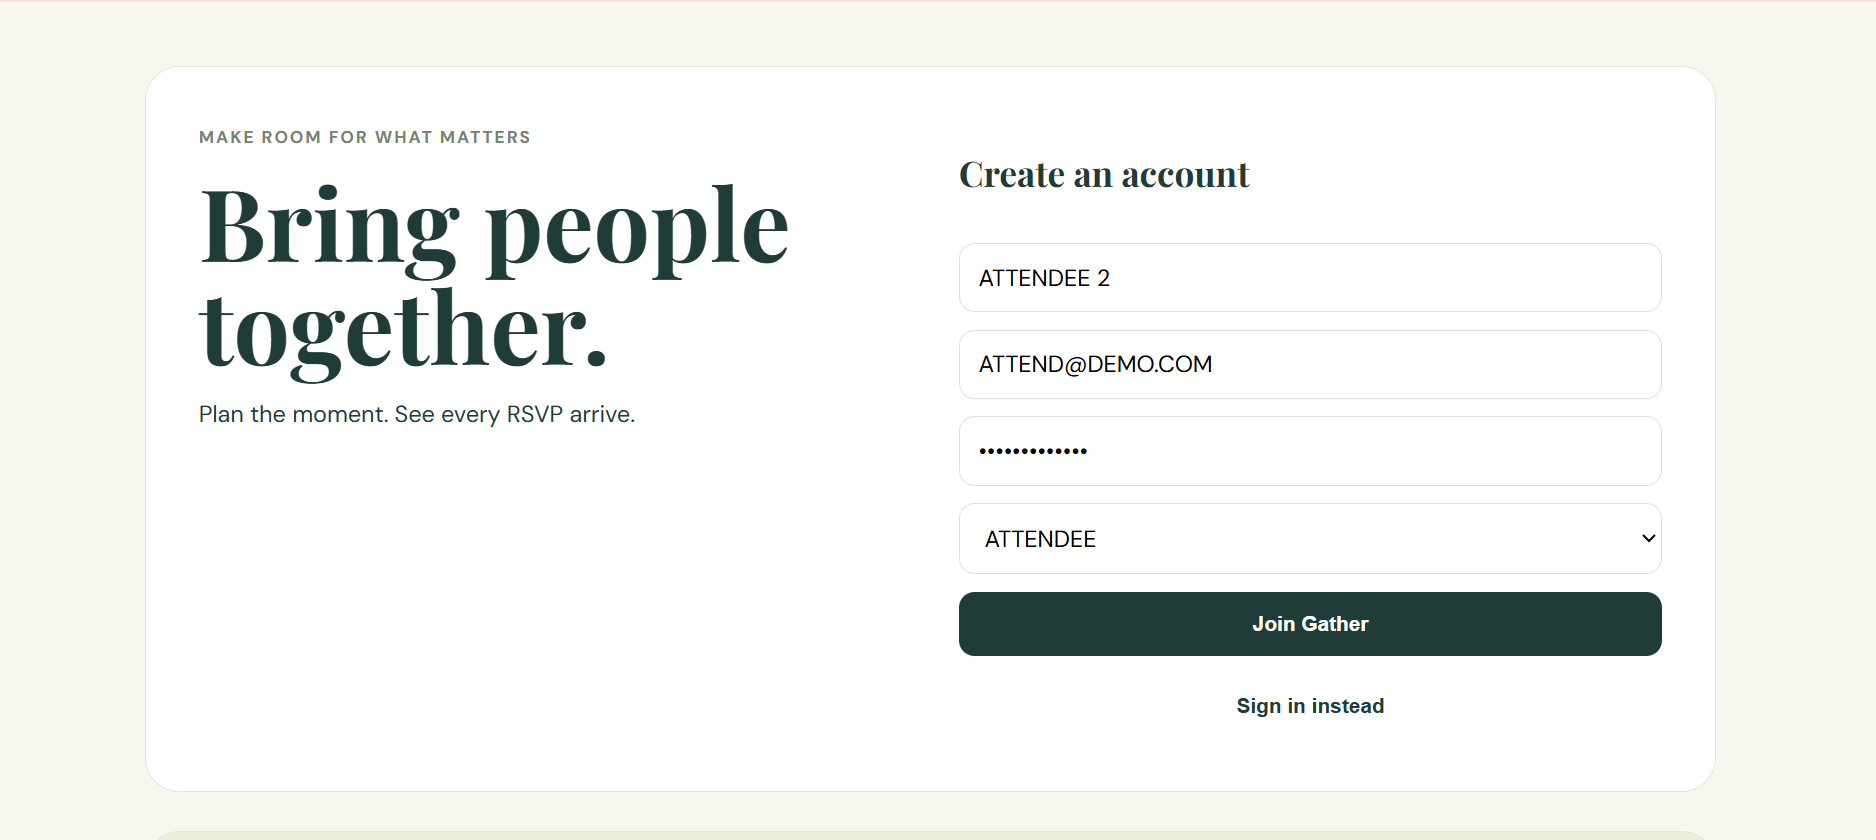 MAKE ROOM FOR WHAT MATTERS
Bring people
together.
Plan the moment. See every RSVP arrive.
Create an account
ATTENDEE 2
ATTEND@DEMO.COM
•••••••••••••
ATTENDEE
Join Gather
Sign in instead